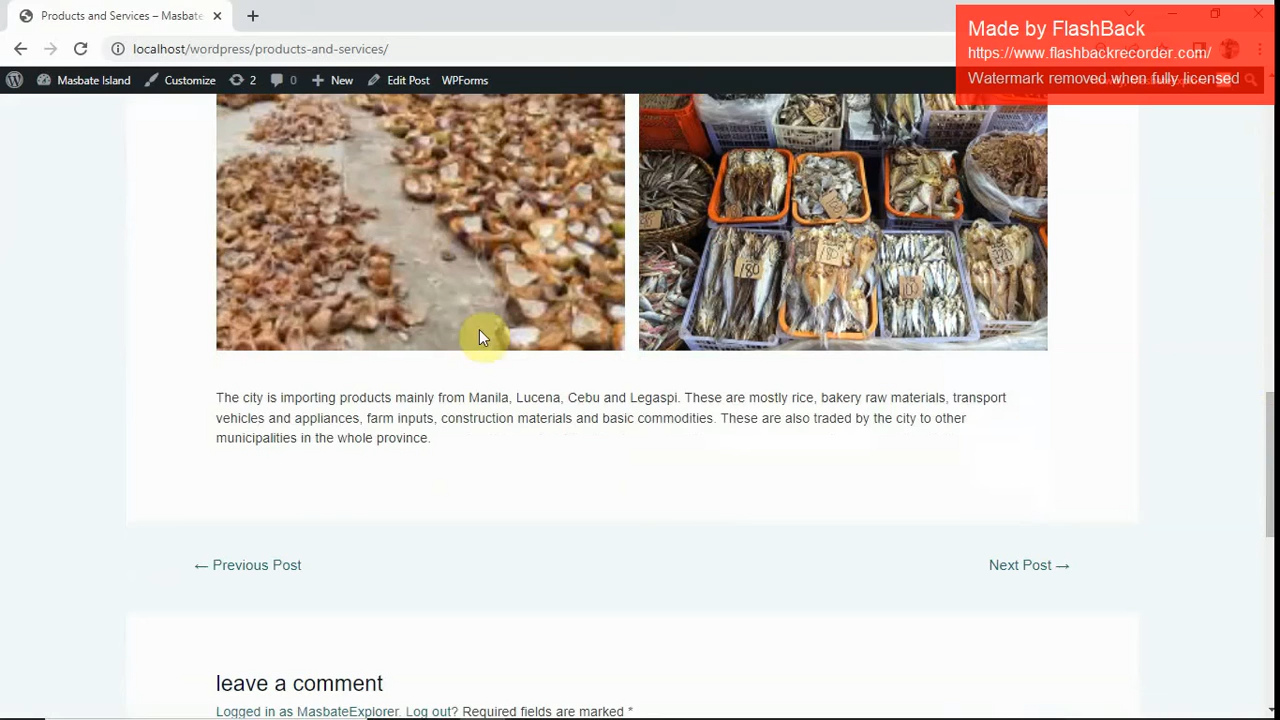 Products and Services – Masbate
Made by FlashBack
localhost/wordpress/products-and-services/
https://www.flashbackrecorder.com/
Masbate Island
Customize
2
0
New
Edit Post
WPForms
Watermark removed when fully licensed
180
180
100
320
The city is importing products mainly from Manila, Lucena, Cebu and Legaspi. These are mostly rice, bakery raw materials, transport
vehicles and appliances, farm inputs, construction materials and basic commodities. These are also traded by the city to other
municipalities in the whole province.
← Previous Post
Next Post →
leave a comment
Logged in as MasbateExplorer. Log out? Required fields are marked *